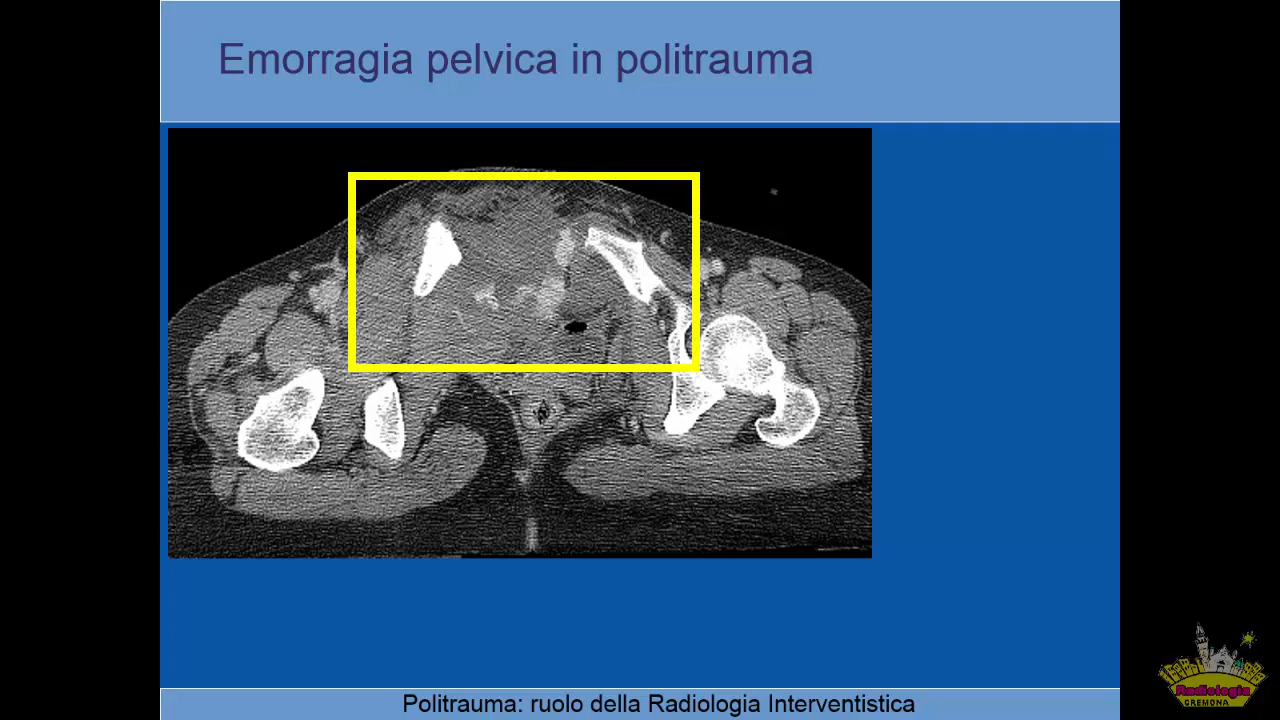 Emorragia pelvica in politrauma
Politrauma: ruolo della Radiologia Interventistica
Radiologia
CREMONA